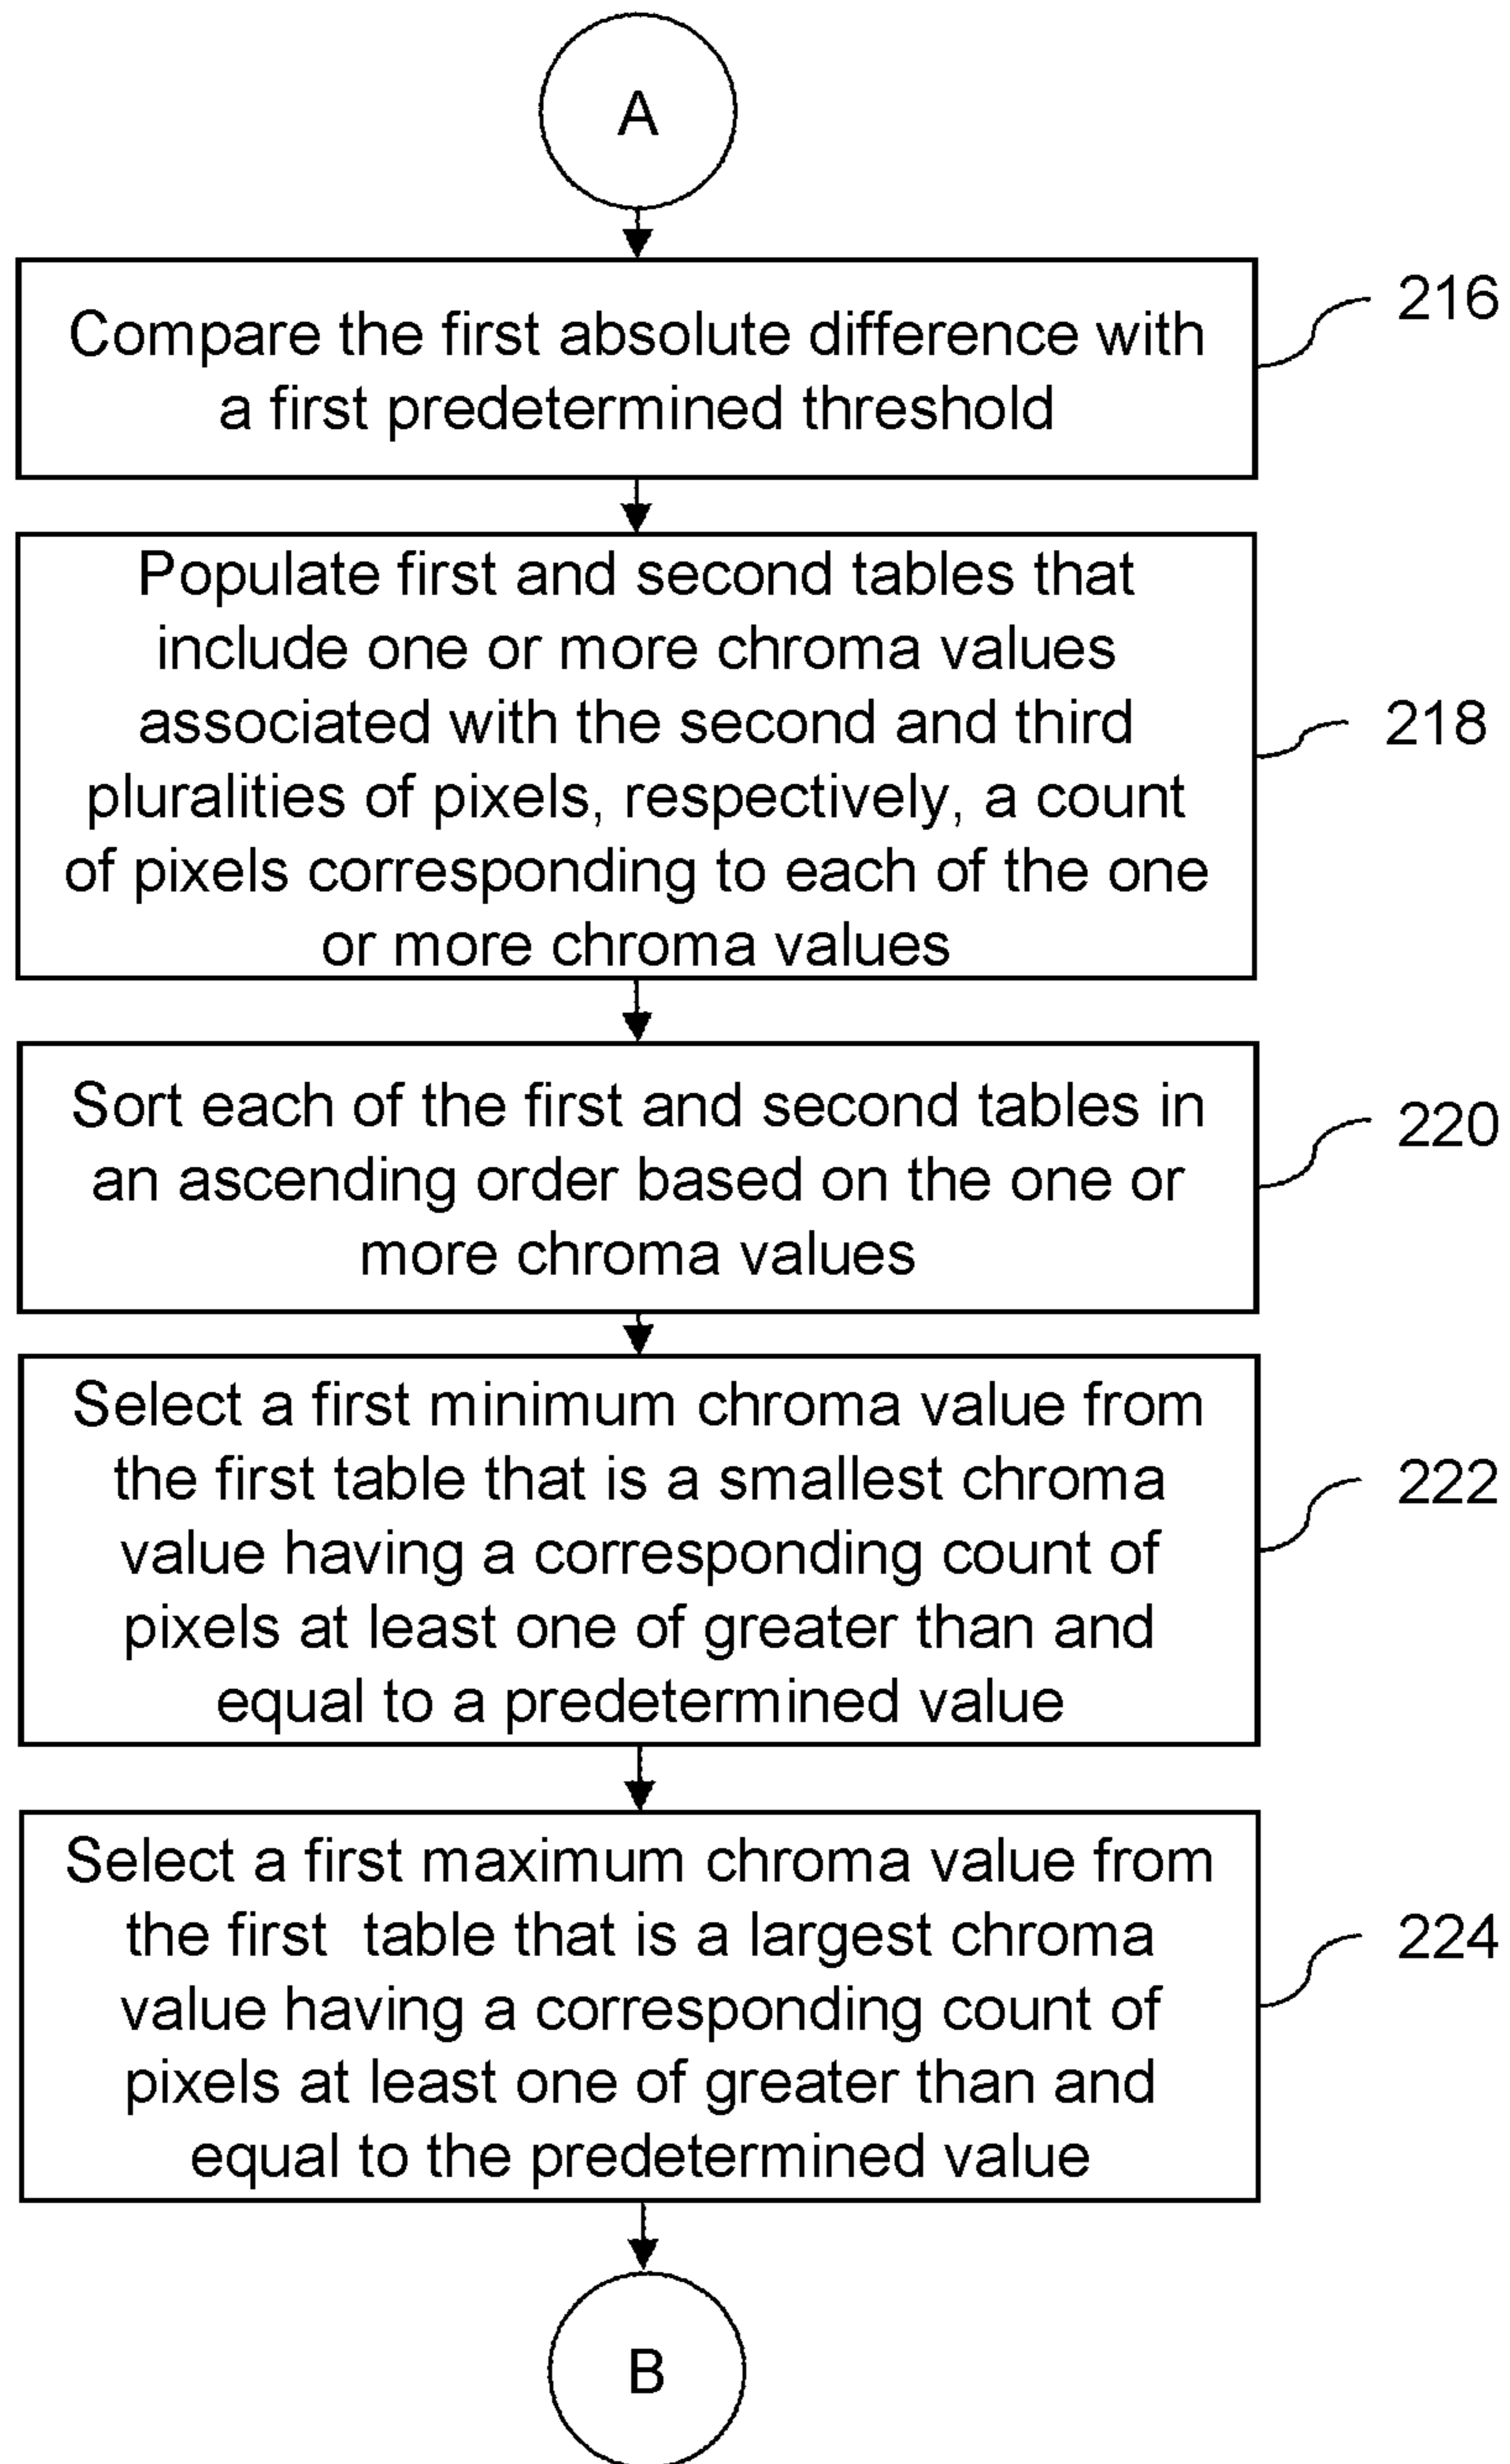 A
Compare the first absolute difference with
a first predetermined threshold
216
Populate first and second tables that
include one or more chroma values
associated with the second and third
pluralities of pixels, respectively, a count
of pixels corresponding to each of the one
or more chroma values
218
Sort each of the first and second tables in
an ascending order based on the one or
more chroma values
220
Select a first minimum chroma value from
the first table that is a smallest chroma
value having a corresponding count of
pixels at least one of greater than and
equal to a predetermined value
222
Select a first maximum chroma value from
the first  table that is a largest chroma
value having a corresponding count of
pixels at least one of greater than and
equal to the predetermined value
224
B